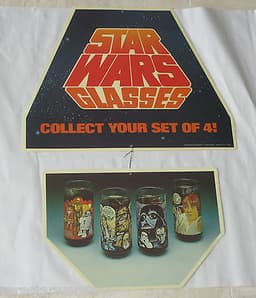 STAR
WARS
GLASSES
COLLECT YOUR SET OF 4!